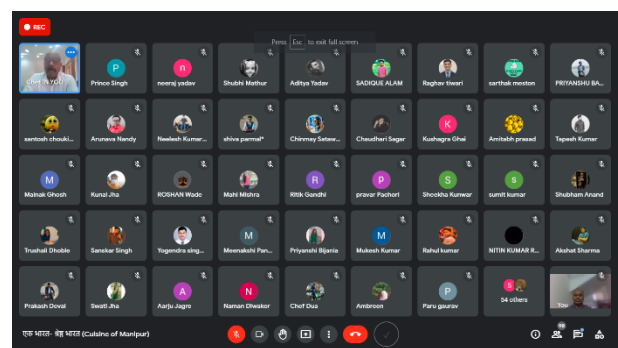 REC
Press Esc to exit full screen
P
Prince Singh
n
neeraj yadav
Shubhi Mathur
Aditya Yadav
SADIQUE ALAM
Raghav tiwari
sarthak meston
PRIYANSHU BA...
santosh chouki...
Arunava Nandy
Neelesh Kumar...
shiva parmal*
Chinmay Sataw...
Chaudhari Sagar
K
Kushagra Ghai
Amitabh prasad
Tapesh Kumar
M
Mainak Ghosh
Kunal Jha
ROSHAN Wade
Mahi Mishra
R
Ritik Gandhi
P
pravar Pachori
S
Sheekha Kunwar
s
sumit kumar
Shubham Anand
Trushali Dhoble
Sanskar Singh
Yogendra sing...
M
Meenakshi Pan...
Priyanshi Bijania
M
Mukesh Kumar
Rahul kumar
NITIN KUMAR R...
Akshat Sharma
Prakash Deval
Swati Jha
A
Aarju Jagre
N
Naman Diwaker
Chef Dua
Ambreen
P
Paru gaurav
54 others
You
एक भारत- श्रेष्ठ भारत (Cuisine of Manipur)